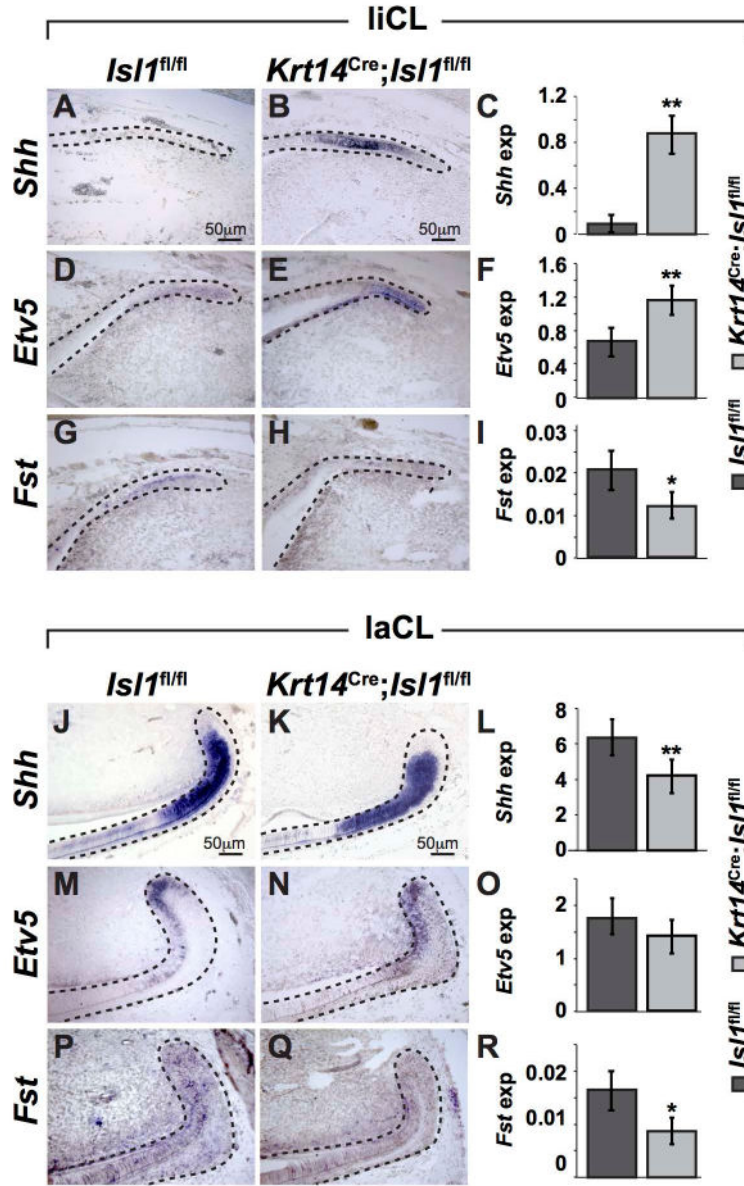 liCL
Isl1fl/fl
Krt14Cre;Isl1fl/fl
Shh
A
50µm
B
C
Shh exp
1.2
0.8
0.4
0
**
Etv5
D
E
F
Etv5 exp
1.6
1.2
0.8
0.4
0
**
Fst
G
H
I
Fst exp
0.03
0.02
0.01
0
*
Isl1fl/fl
Krt14Cre;Isl1fl/fl
laCL
Isl1fl/fl
Krt14Cre;Isl1fl/fl
Shh
J
50µm
K
50µm
L
Shh exp
8
6
4
2
0
**
Etv5
M
N
O
Etv5 exp
2
1
0
Fst
P
Q
R
Fst exp
0.02
0.01
0
*
Isl1fl/fl
Krt14Cre;Isl1fl/fl
50µm